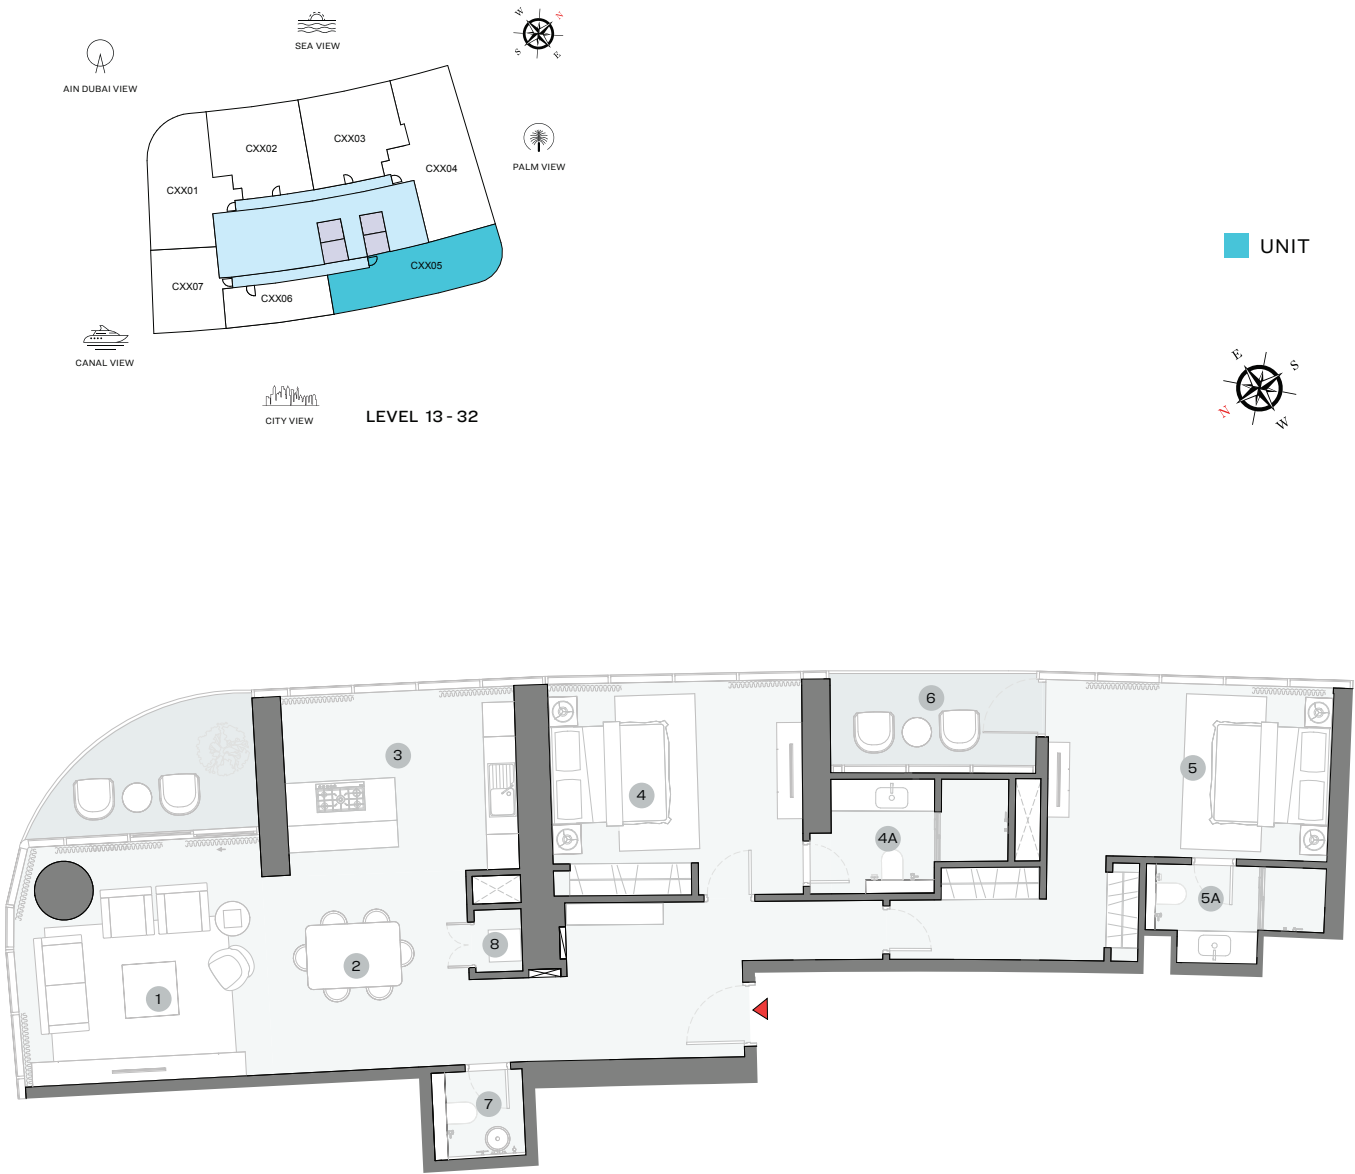 SEA VIEW
W
N
S
E
AIN DUBAI VIEW
PALM VIEW
CXX01
CXX02
CXX03
CXX04
CXX05
CXX06
CXX07
CANAL VIEW
CITY VIEW
LEVEL 13 - 32
UNIT
E
S
N
W
1
2
3
4
4A
5
5A
6
7
8